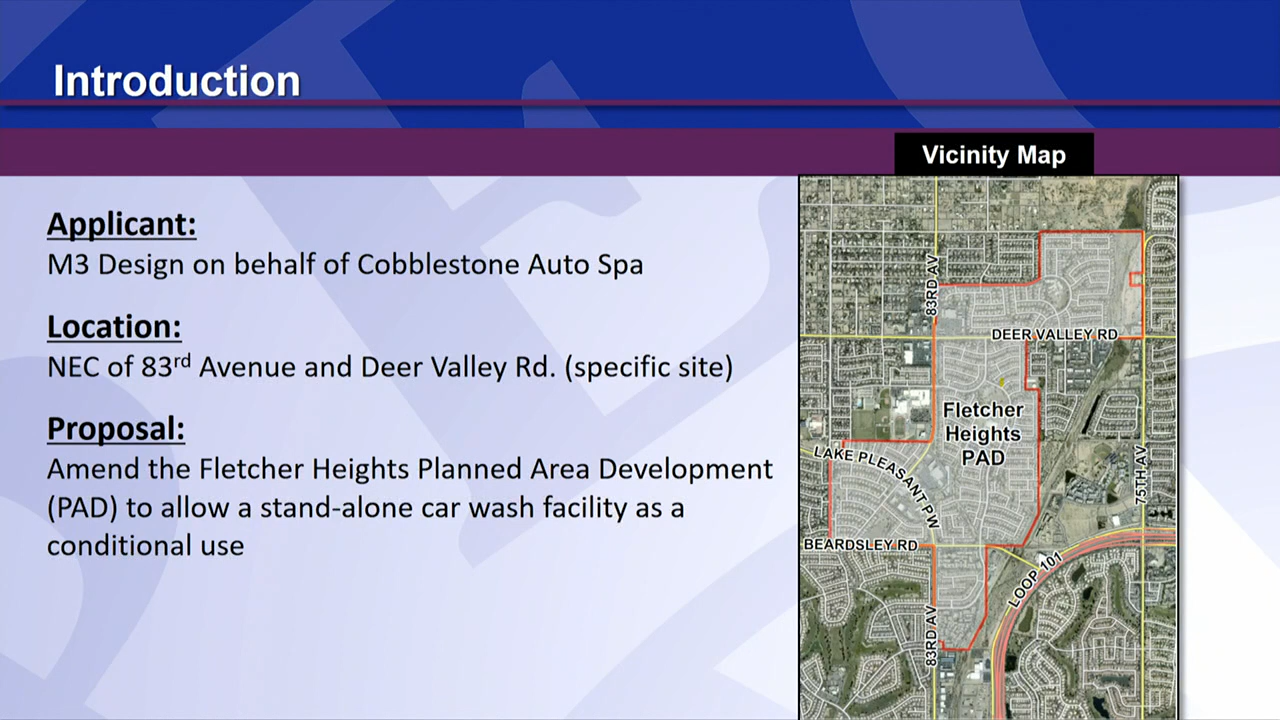 Introduction
Vicinity Map
Applicant:
M3 Design on behalf of Cobblestone Auto Spa
Location:
NEC of 83rd Avenue and Deer Valley Rd. (specific site)
Proposal:
Amend the Fletcher Heights Planned Area Development
(PAD) to allow a stand-alone car wash facility as a
conditional use
83RD AV
DEER VALLEY RD
Fletcher
Heights
PAD
LAKE PLEASANT PW
75TH AV
BEARDSLEY RD
LOOP 101
83RD AV